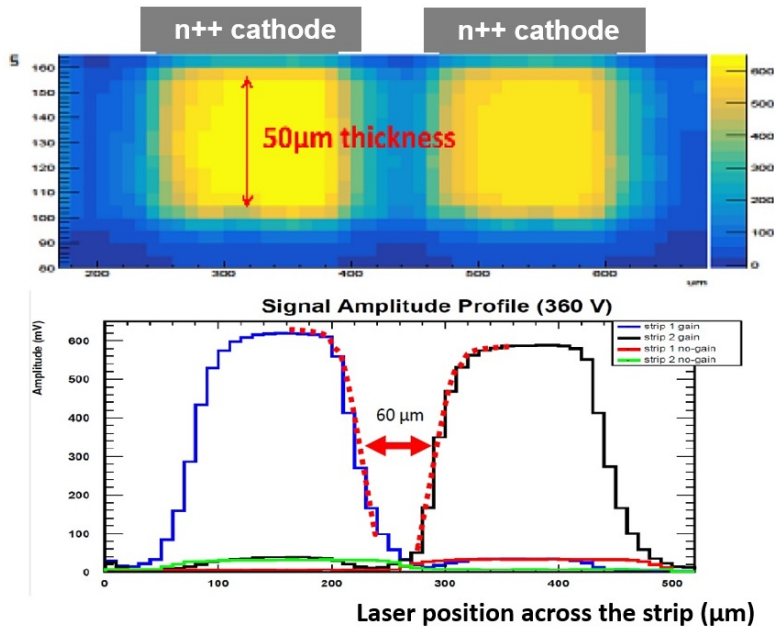 n++ cathode n++ cathode
160
150
140
130
120
110
100
90
80
50μm thickness
200 300 400 500 600
um
600
500
400
300
200
100
0
Signal Amplitude Profile (360 V)
Amplitude (mV)
600
500
400
300
200
100
0
strip 1 gain
strip 2 gain
strip 1 no-gain
strip 2 no-gain
60 μm
0 100 200 300 400 500
Laser position across the strip (μm)